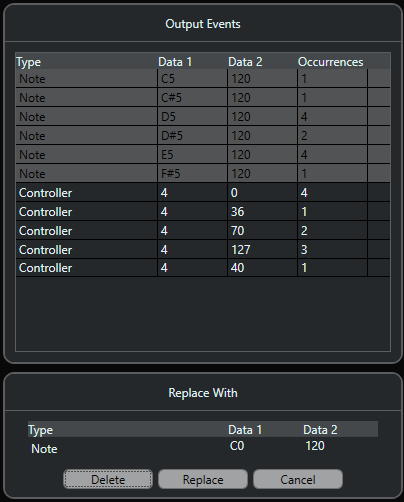 Output Events
Type Data 1 Data 2 Occurrences
Note C5 120 1
Note C#5 120 1
Note D5 120 4
Note D#5 120 2
Note E5 120 4
Note F#5 120 1
Controller 4 0 4
Controller 4 36 1
Controller 4 70 2
Controller 4 127 3
Controller 4 40 1
Replace With
Type Data 1 Data 2
Note C0 120
Delete Replace Cancel